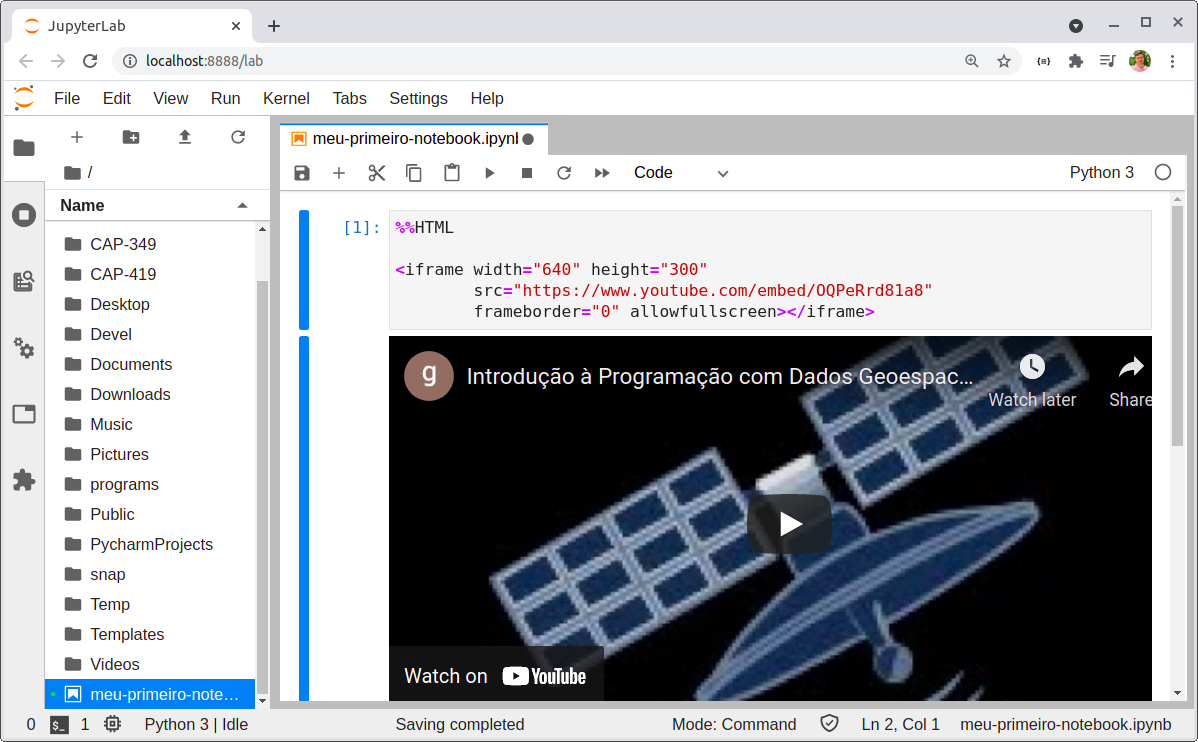 JupyterLab
localhost:8888/lab
File Edit View Run Kernel Tabs Settings Help
/
Name
CAP-349
CAP-419
Desktop
Devel
Documents
Downloads
Music
Pictures
programs
Public
PycharmProjects
snap
Temp
Templates
Videos
meu-primeiro-note…
meu-primeiro-notebook.ipynl
Code
Python 3
[1]:
%%HTML
<iframe width="640" height="300"
src="https://www.youtube.com/embed/OQPeRrd81a8"
frameborder="0" allowfullscreen></iframe>
g
Introdução à Programação com Dados Geoespac...
Watch later
Share
Watch on YouTube
0 $_ 1 Python 3 | Idle Saving completed Mode: Command Ln 2, Col 1 meu-primeiro-notebook.ipynb